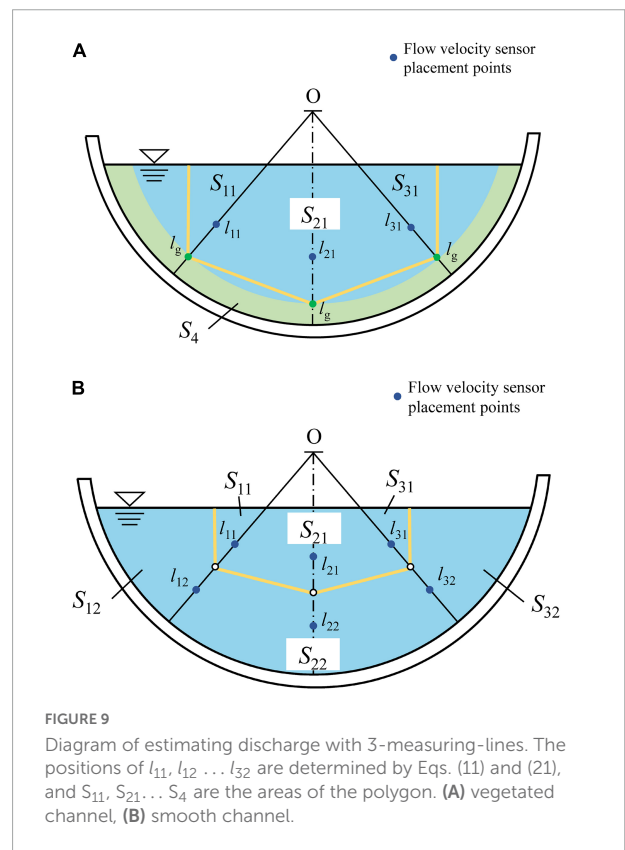 A
Flow velocity sensor
placement points
O
S11
S31
S21
l11
l31
lg
l21
lg
lg
S4
B
Flow velocity sensor
placement points
O
S11
S31
S21
l11
l31
l21
l12
l32
S12
S32
l22
S22
FIGURE 9
Diagram of estimating discharge with 3-measuring-lines. The
positions of l11, l12 … l32 are determined by Eqs. (11) and (21),
and S11, S21… S4 are the areas of the polygon. (A) vegetated
channel, (B) smooth channel.